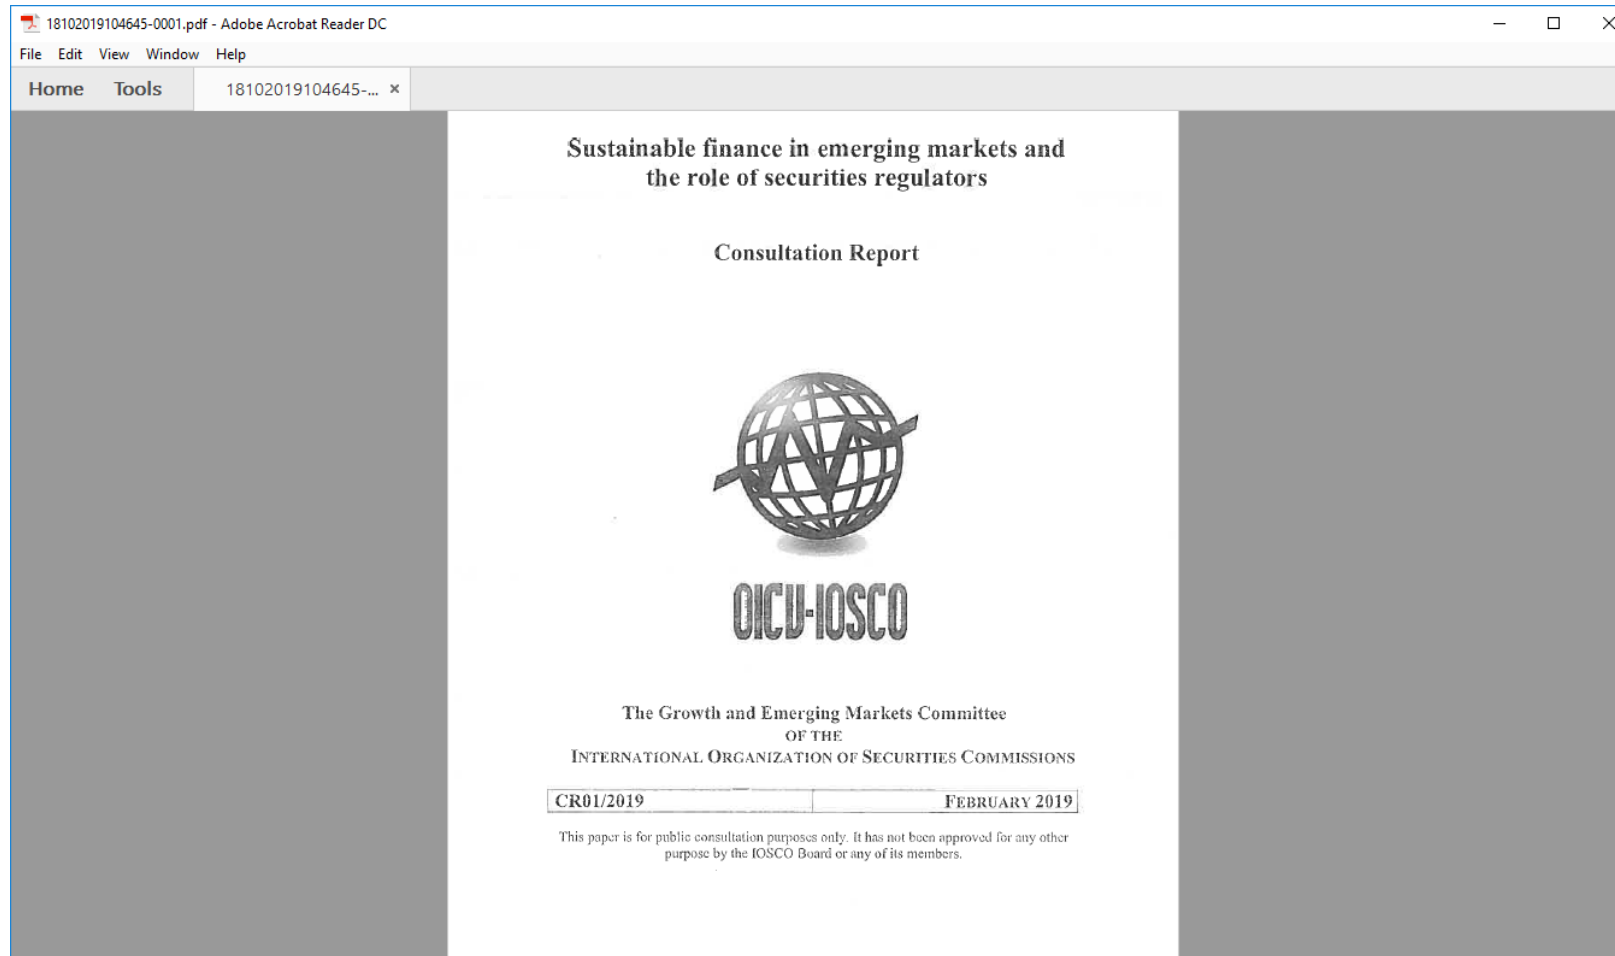 18102019104645-0001.pdf - Adobe Acrobat Reader DC
File Edit View Window Help
Home Tools 18102019104645-... ×
Sustainable finance in emerging markets and
the role of securities regulators
Consultation Report
OICU-IOSCO
The Growth and Emerging Markets Committee
OF THE
INTERNATIONAL ORGANIZATION OF SECURITIES COMMISSIONS
CR01/2019 FEBRUARY 2019
This paper is for public consultation purposes only. It has not been approved for any other
purpose by the IOSCO Board or any of its members.